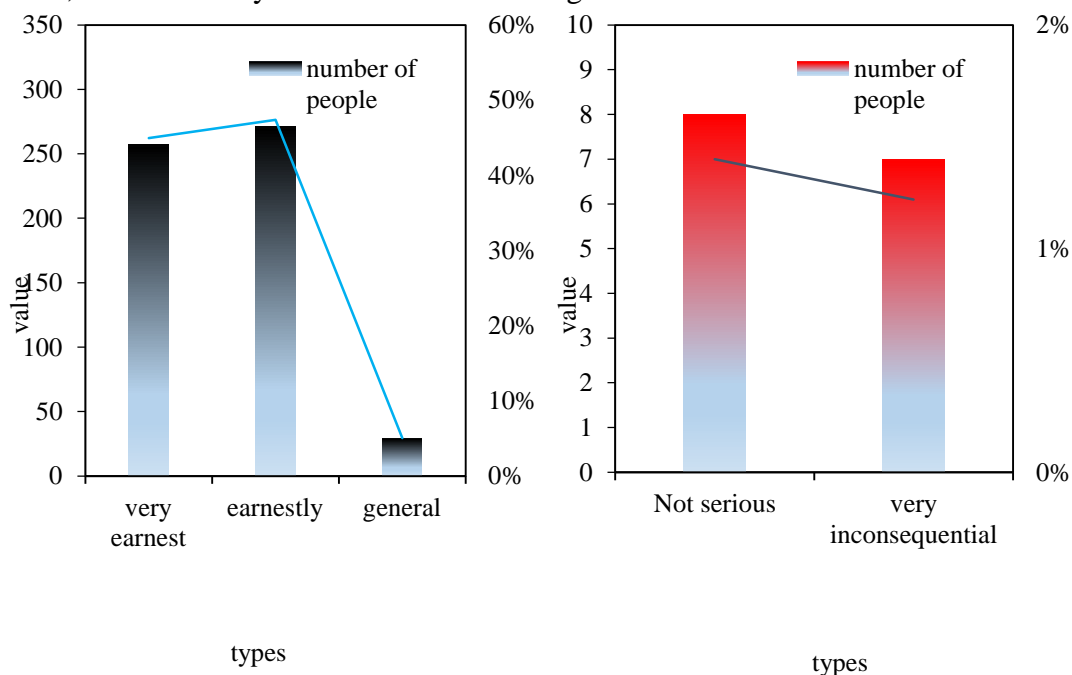 350
300
250
200
150
100
50
0
value
60%
50%
40%
30%
20%
10%
0%
number of
people
very
earnest
earnestly
general
types
10
9
8
7
6
5
4
3
2
1
0
value
2%
1%
0%
number of
people
Not serious
very
inconsequential
types